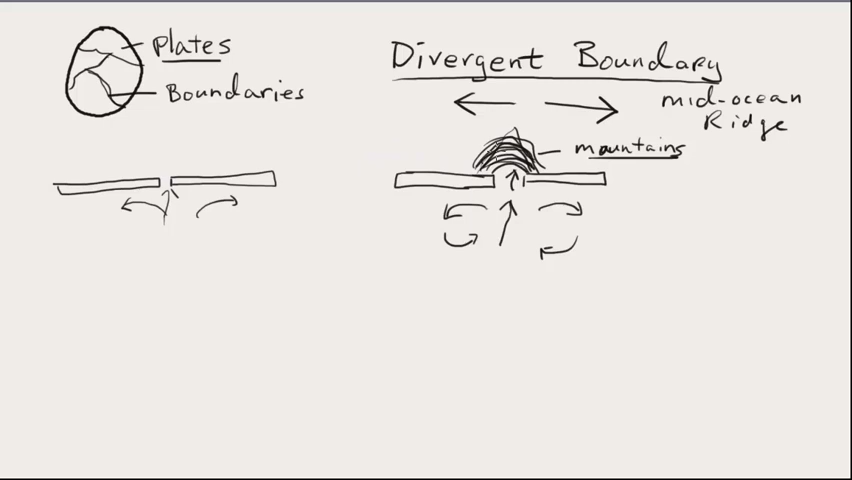 Plates
Boundaries
Divergent Boundary
mid-ocean
Ridge
mountains